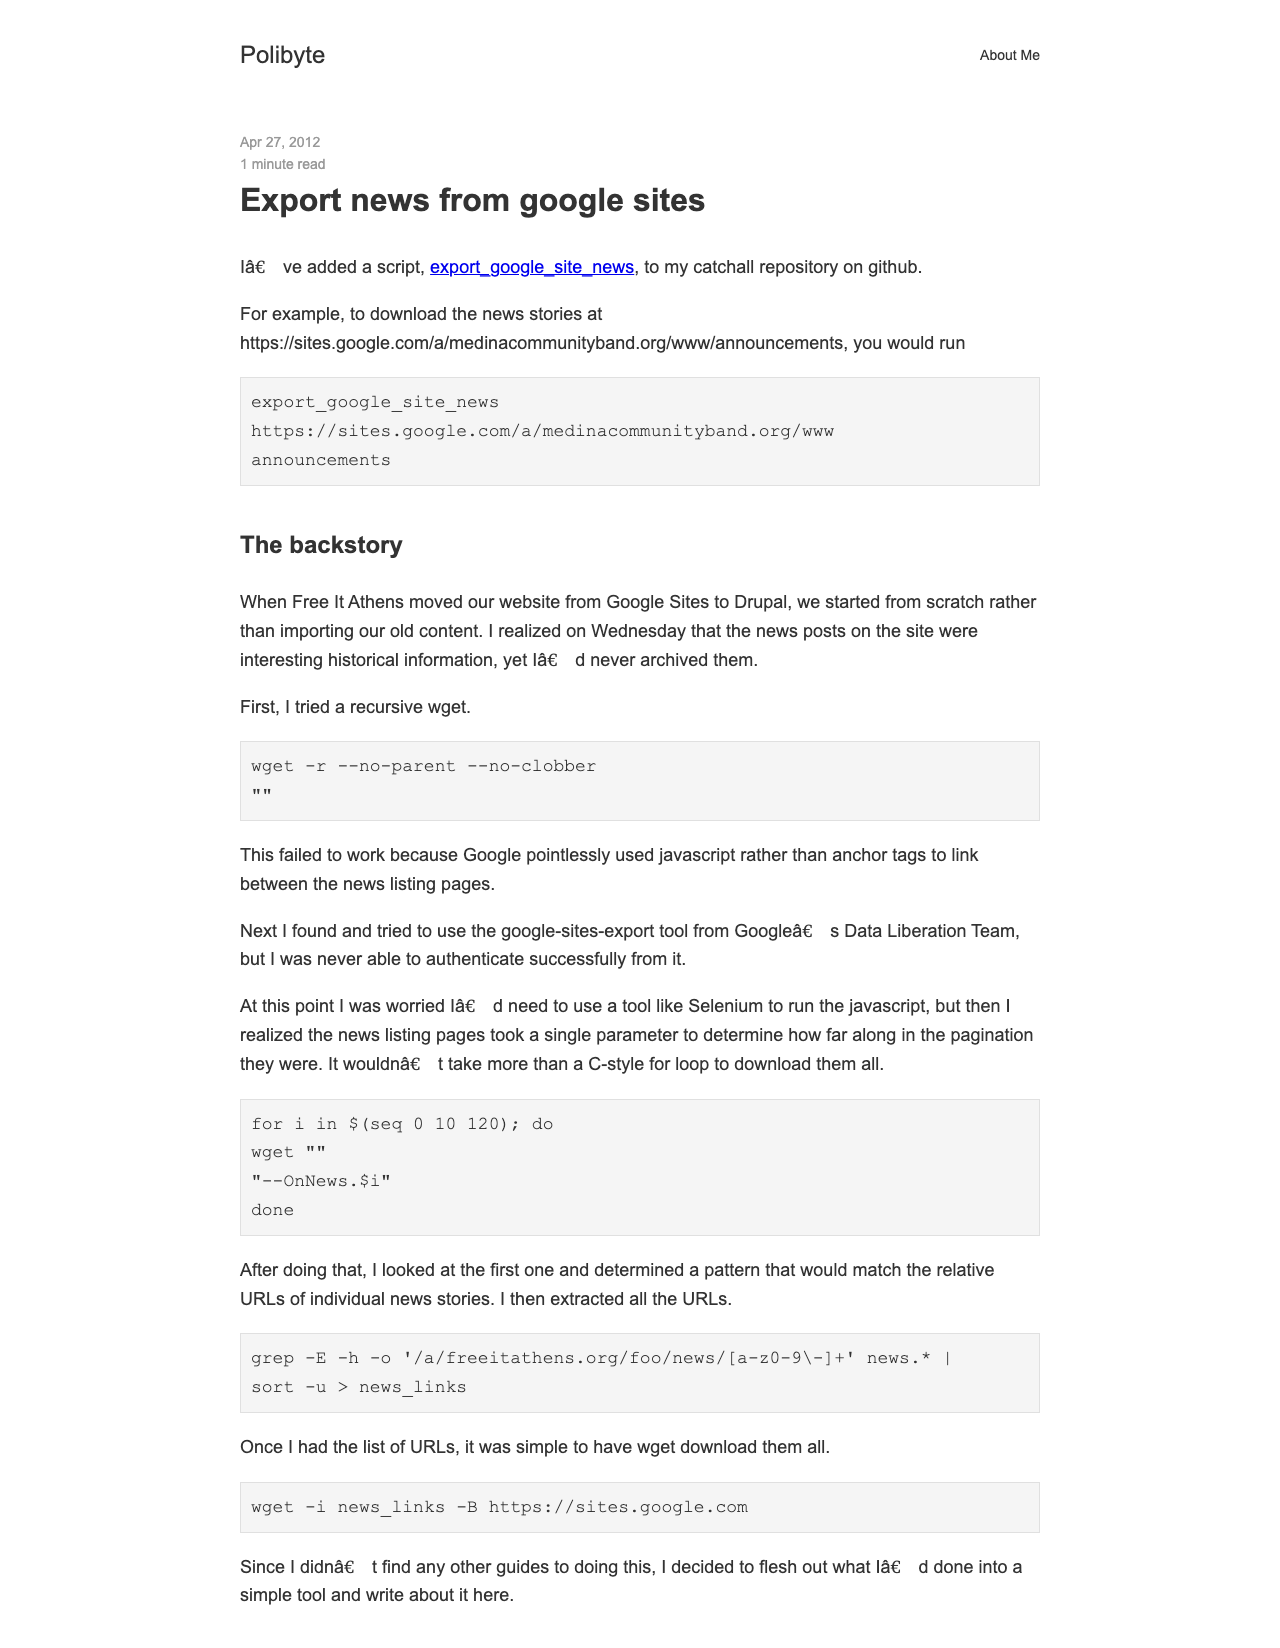 Polibyte
About Me
Apr 27, 2012
1 minute read
Export news from google sites
Iâ€ ve added a script, export_google_site_news, to my catchall repository on github.
For example, to download the news stories at
https://sites.google.com/a/medinacommunityband.org/www/announcements, you would run
export_google_site_news
https://sites.google.com/a/medinacommunityband.org/www
announcements
The backstory
When Free It Athens moved our website from Google Sites to Drupal, we started from scratch rather
than importing our old content. I realized on Wednesday that the news posts on the site were
interesting historical information, yet Iâ€ d never archived them.
First, I tried a recursive wget.
wget -r --no-parent --no-clobber
""
This failed to work because Google pointlessly used javascript rather than anchor tags to link
between the news listing pages.
Next I found and tried to use the google-sites-export tool from Googleâ€ s Data Liberation Team,
but I was never able to authenticate successfully from it.
At this point I was worried Iâ€ d need to use a tool like Selenium to run the javascript, but then I
realized the news listing pages took a single parameter to determine how far along in the pagination
they were. It wouldnâ€ t take more than a C-style for loop to download them all.
for i in $(seq 0 10 120); do
wget ""
"--OnNews.$i"
done
After doing that, I looked at the first one and determined a pattern that would match the relative
URLs of individual news stories. I then extracted all the URLs.
grep -E -h -o '/a/freeitathens.org/foo/news/[a-z0-9\-]+' news.* |
sort -u > news_links
Once I had the list of URLs, it was simple to have wget download them all.
wget -i news_links -B https://sites.google.com
Since I didnâ€ t find any other guides to doing this, I decided to flesh out what Iâ€ d done into a
simple tool and write about it here.